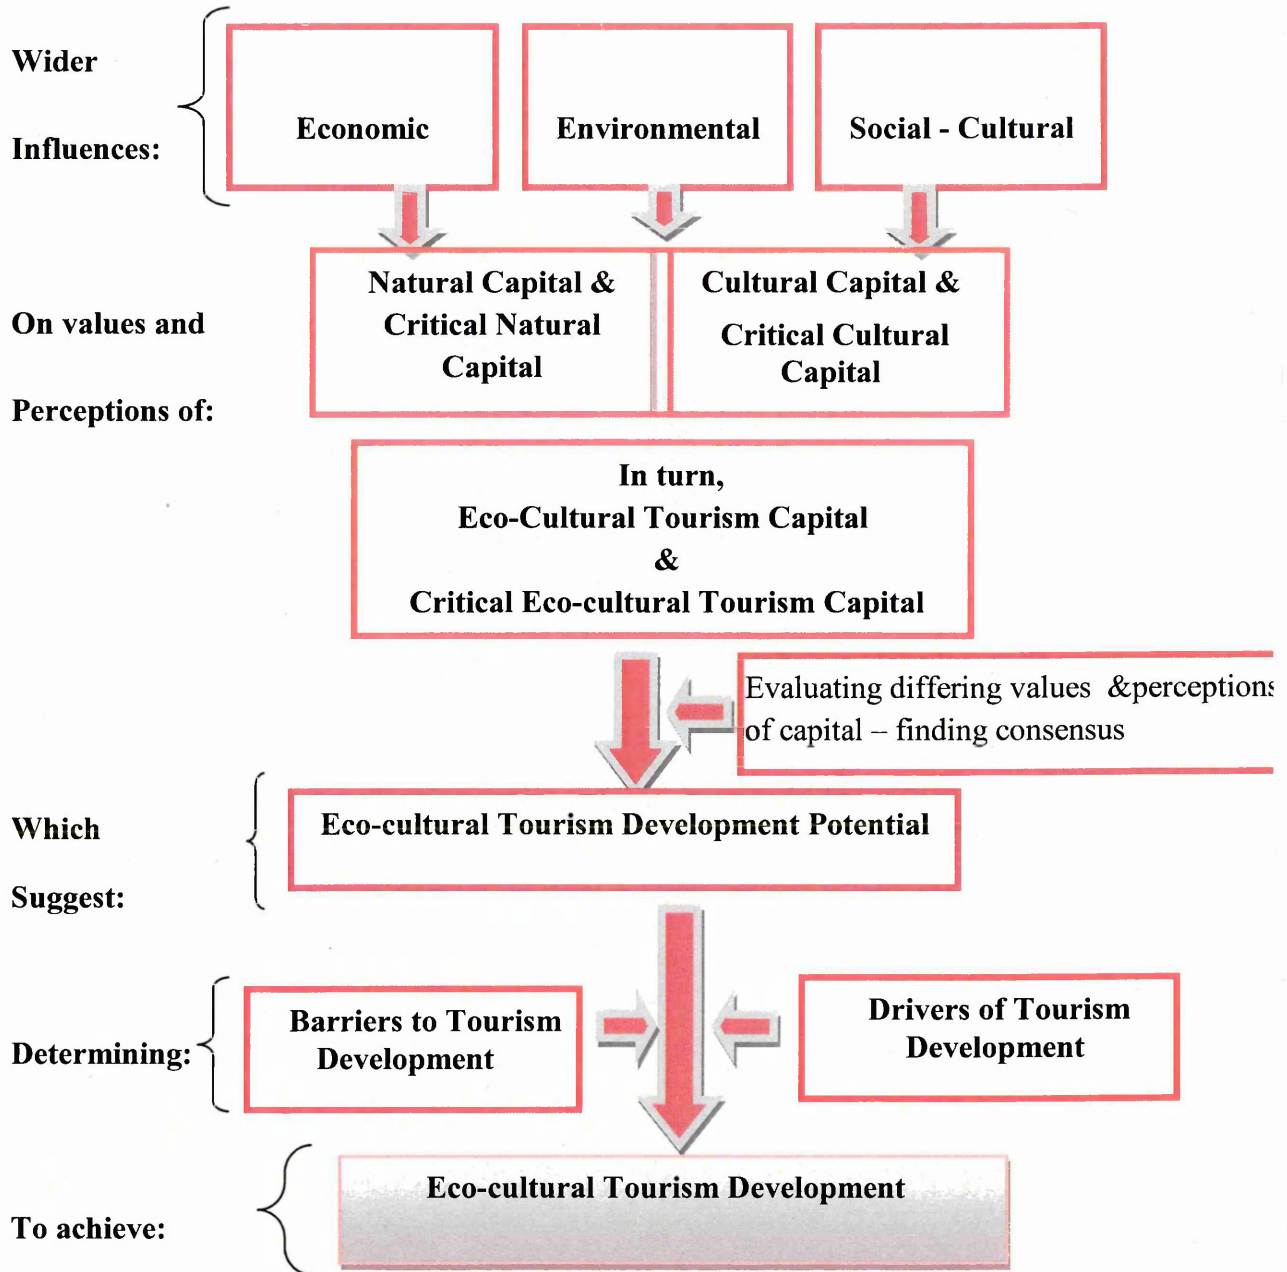 Wider
Influences:
Economic
Environmental
Social - Cultural
On values and
Perceptions of:
Natural Capital &
Critical Natural
Capital
Cultural Capital &
Critical Cultural
Capital
In turn,
Eco-Cultural Tourism Capital
&
Critical Eco-cultural Tourism Capital
Evaluating differing values &perceptions
of capital – finding consensus
Which
Suggest:
Eco-cultural Tourism Development Potential
Determining:
Barriers to Tourism
Development
Drivers of Tourism
Development
To achieve:
Eco-cultural Tourism Development